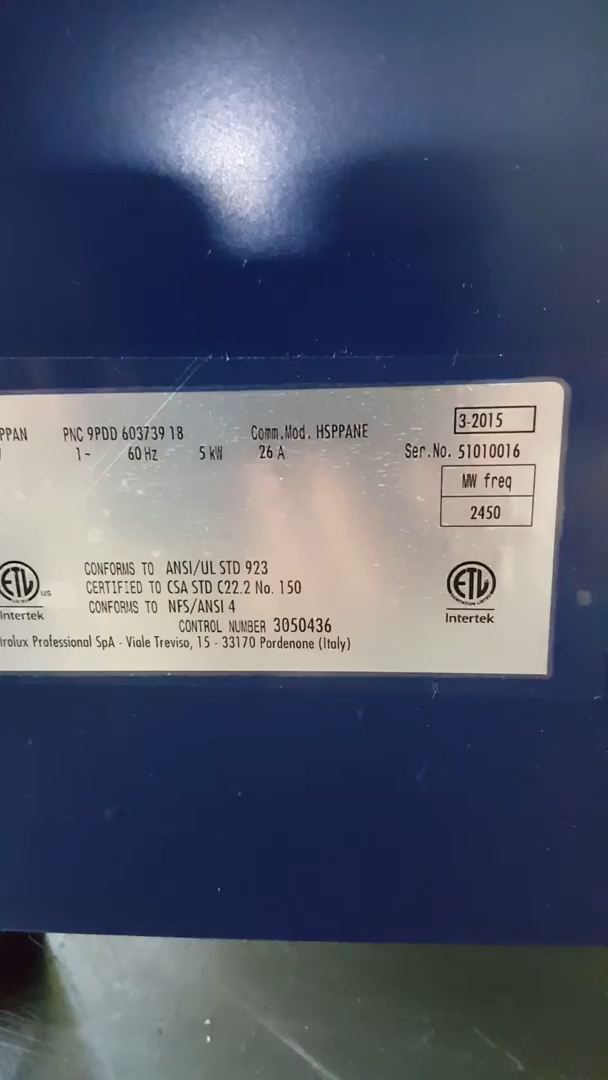 PPAN PNC 9PDD 603739 18 Comm.Mod. HSPPANE 3-2015
1~ 60 Hz 5 kW 26 A Ser.No. 51010016
MW freq
2450
CONFORMS TO ANSI/UL STD 923
CERTIFIED TO CSA STD C22.2 No. 150
CONFORMS TO NFS/ANSI 4
CONTROL NUMBER 3050436
ETL us
Intertek
ETL
Intertek
trolux Professional SpA - Viale Treviso, 15 - 33170 Pordenone (Italy)